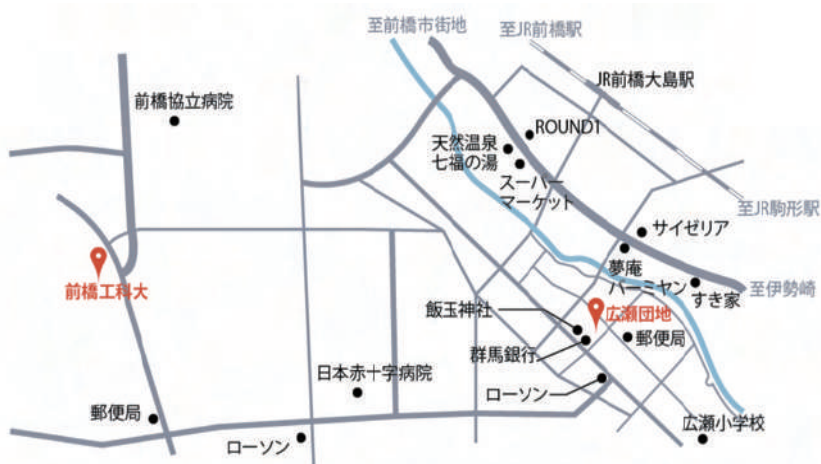 至前橋市街地
至JR前橋駅
JR前橋大島駅
前橋協立病院
ROUND1
天然温泉
七福の湯
スーパー
マーケット
至JR駒形駅
サイゼリア
夢庵
バーミヤン
すき家
至伊勢崎
前橋工科大
飯玉神社
広瀬団地
郵便局
群馬銀行
日本赤十字病院
ローソン
郵便局
ローソン
広瀬小学校